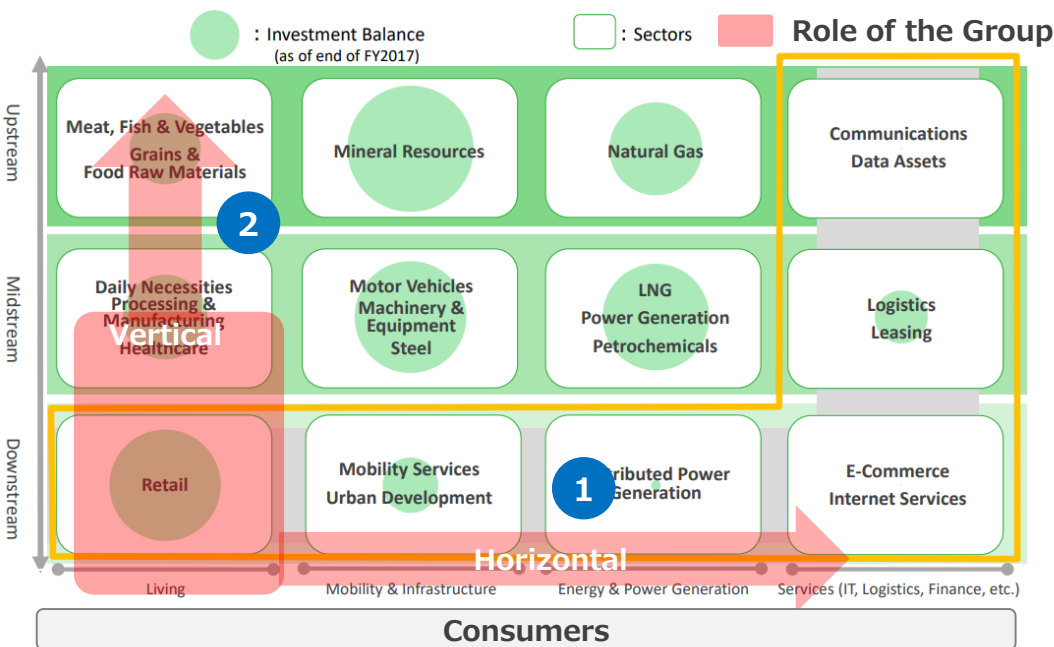 : Investment Balance
(as of end of FY2017)
: Sectors
Role of the Group
Upstream
Meat, Fish & Vegetables
Grains &
Food Raw Materials
Mineral Resources
Natural Gas
Communications
Data Assets
2
Midstream
Daily Necessities
Processing &
Manufacturing
Healthcare
Vertical
Motor Vehicles
Machinery &
Equipment
Steel
LNG
Power Generation
Petrochemicals
Logistics
Leasing
Downstream
Retail
Mobility Services
Urban Development
1
Power
Generation
E-Commerce
Internet Services
Horizontal
Living
Mobility & Infrastructure
Energy & Power Generation
Services (IT, Logistics, Finance, etc.)
Consumers